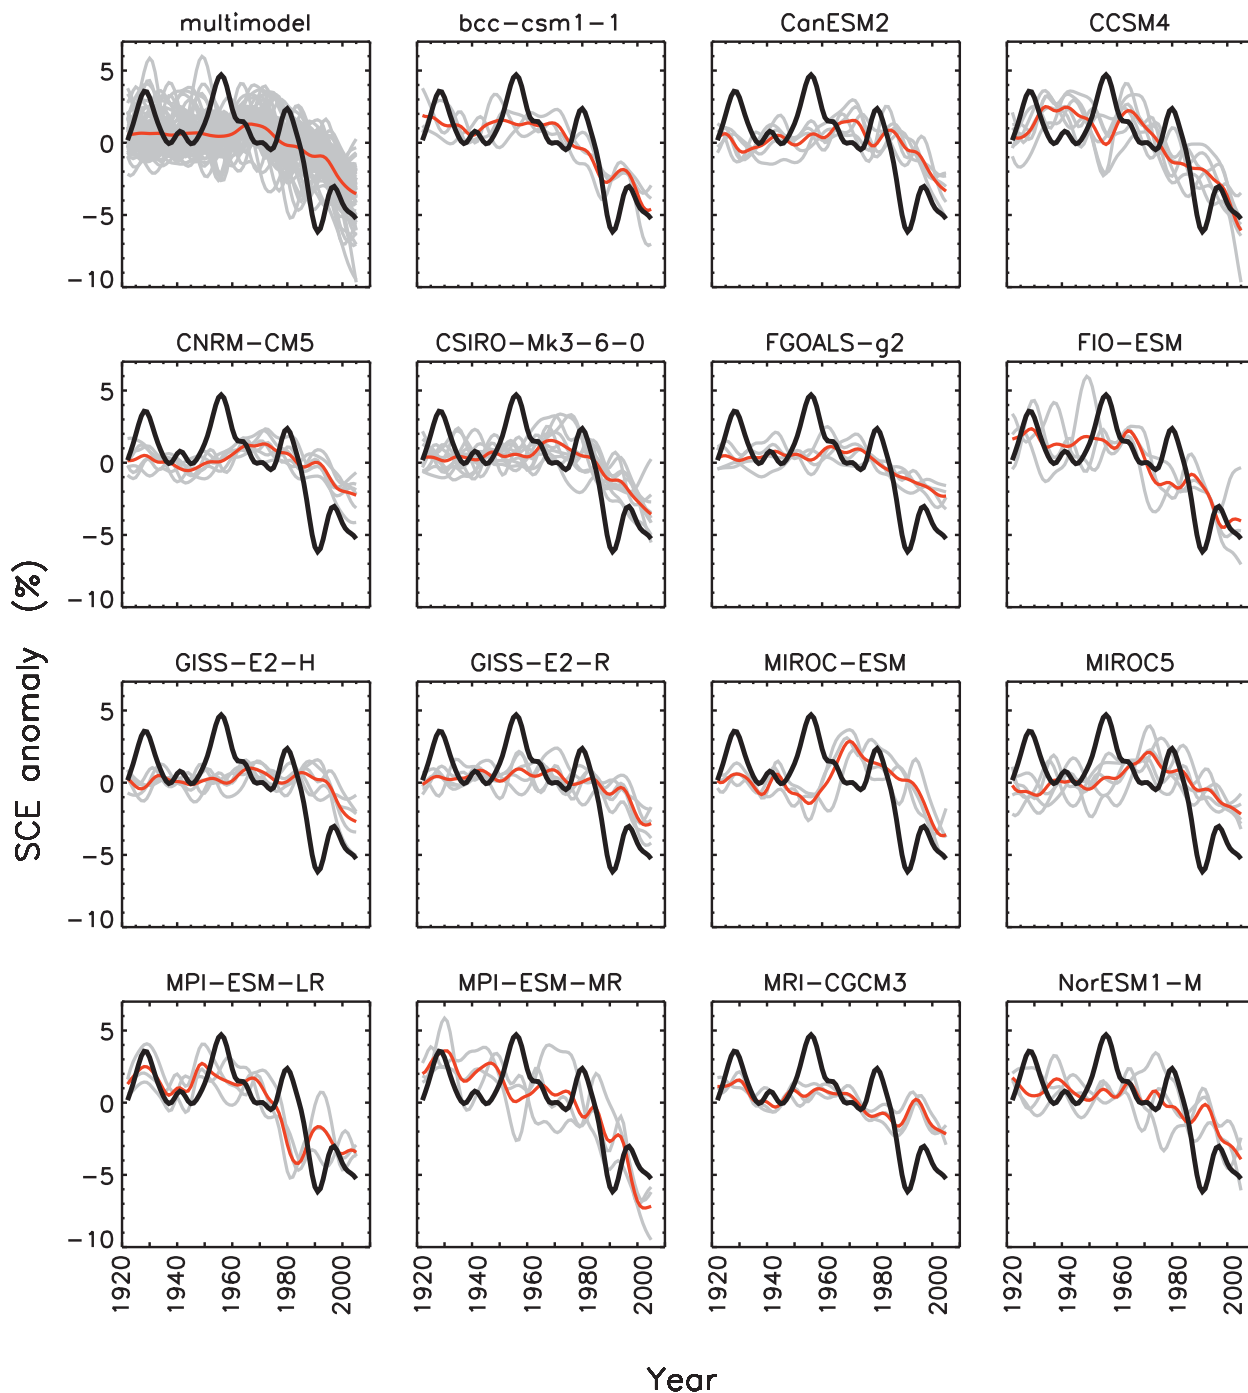 multimodel bcc-csm1-1 CanESM2 CCSM4
5
0
-5
-10
CNRM-CM5 CSIRO-Mk3-6-0 FGOALS-g2 FIO-ESM
5
0
-5
-10
SCE anomaly (%)
GISS-E2-H GISS-E2-R MIROC-ESM MIROC5
5
0
-5
-10
MPI-ESM-LR MPI-ESM-MR MRI-CGCM3 NorESM1-M
5
0
-5
-10
1920 1940 1960 1980 2000 1920 1940 1960 1980 2000 1920 1940 1960 1980 2000 1920 1940 1960 1980 2000
Year